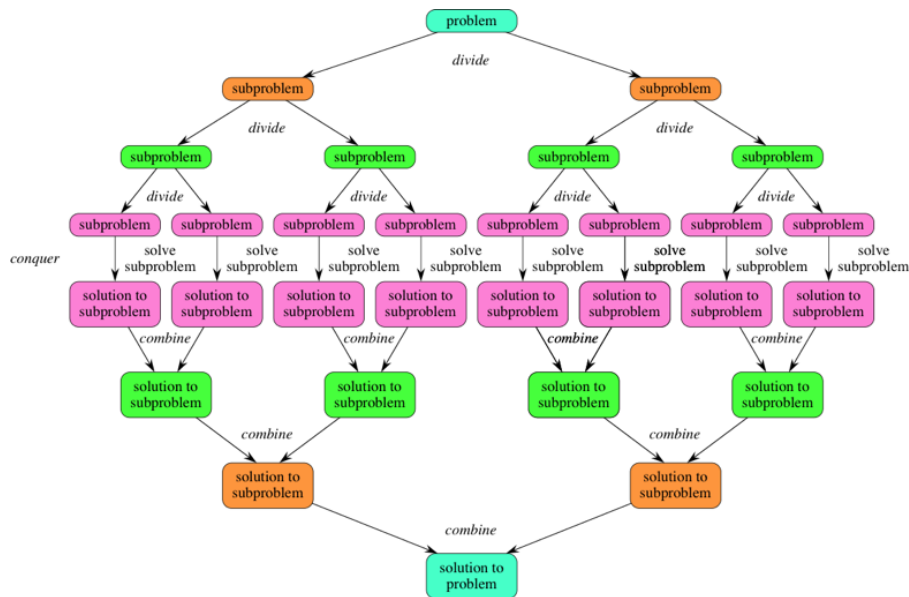 problem
divide
subproblem subproblem
divide divide
subproblem subproblem subproblem subproblem
divide divide divide divide
subproblem subproblem subproblem subproblem subproblem subproblem subproblem subproblem
conquer
solve solve solve solve solve solve solve solve
subproblem subproblem subproblem subproblem subproblem subproblem subproblem subproblem
solution to solution to solution to solution to solution to solution to solution to solution to
subproblem subproblem subproblem subproblem subproblem subproblem subproblem subproblem
combine combine combine combine
solution to solution to solution to solution to
subproblem subproblem subproblem subproblem
combine combine
solution to solution to
subproblem subproblem
combine
solution to
problem